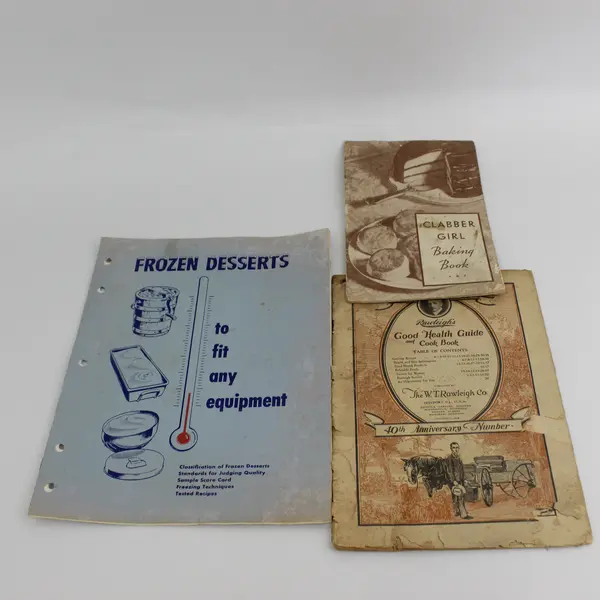 FROZEN DESSERTS
to
fit
any
equipment
Classification of Frozen Desserts
Standards for Judging Quality
Sample Score Card
Freezing Techniques
Tested Recipes
CLABBER
GIRL
Baking
Book
Rawleigh's
Good Health Guide
and Cook Book
TABLE OF CONTENTS
The W.T. Rawleigh Co.
40th Anniversary Number